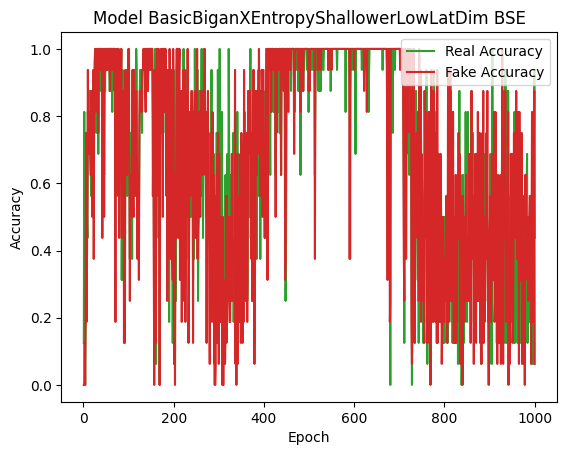 Model BasicBiganXEntropyShallowerLowLatDim BSE
Real Accuracy
Fake Accuracy
Accuracy
1.0
0.8
0.6
0.4
0.2
0.0
0
200
400
600
800
1000
Epoch